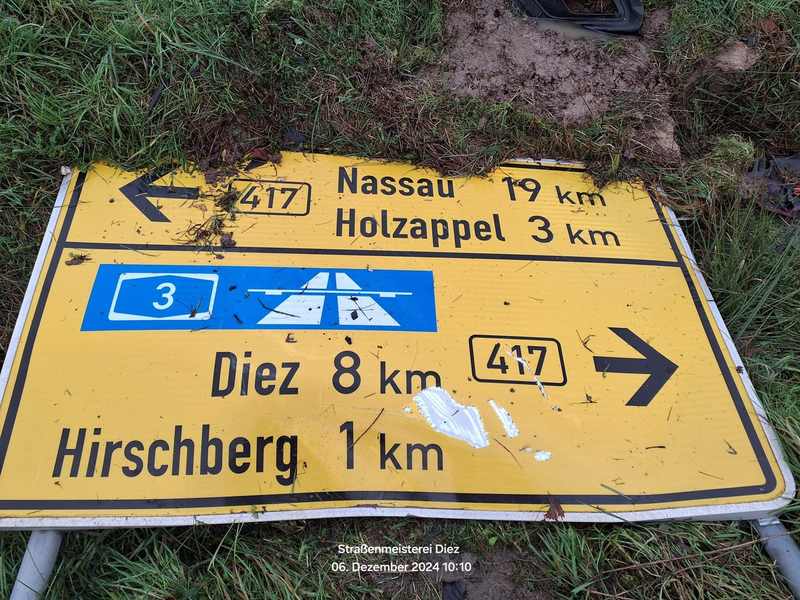 417 Nassau 19 km
Holzappel 3 km
3
Diez 8 km 417
Hirschberg 1 km
Straßenmeisterei Diez
06. Dezember 2024 10:10